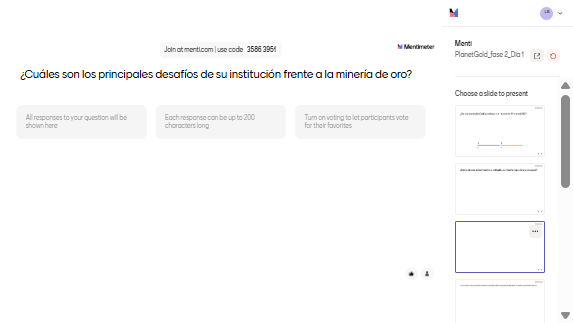 Join at menti.com | use code 3586 3951
Mentimeter
¿Cuáles son los principales desafíos de su institución frente a la minería de oro?
All responses to your question will be
shown here
Each response can be up to 200
characters long
Turn on voting to let participants vote
for their favorites
Menti
PlanetGold_fase 2_Dia 1
Choose a slide to present